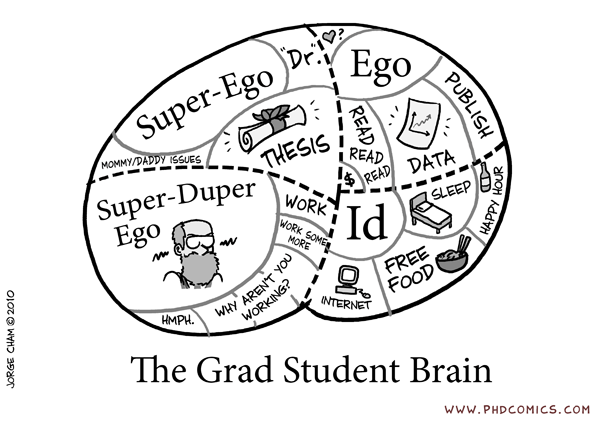 Super-Ego
"Dr".
?
Ego
PUBLISH
MOMMY/DADDY ISSUES
THESIS
READ
READ
READ
$
DATA
Super-Duper
Ego
WORK
WORK SOME
MORE
WHY AREN'T YOU
WORKING?
HMPH.
Id
SLEEP
HAPPY HOUR
FREE
FOOD
INTERNET
JORGE CHAM © 2010
The Grad Student Brain
WWW.PHDCOMICS.COM